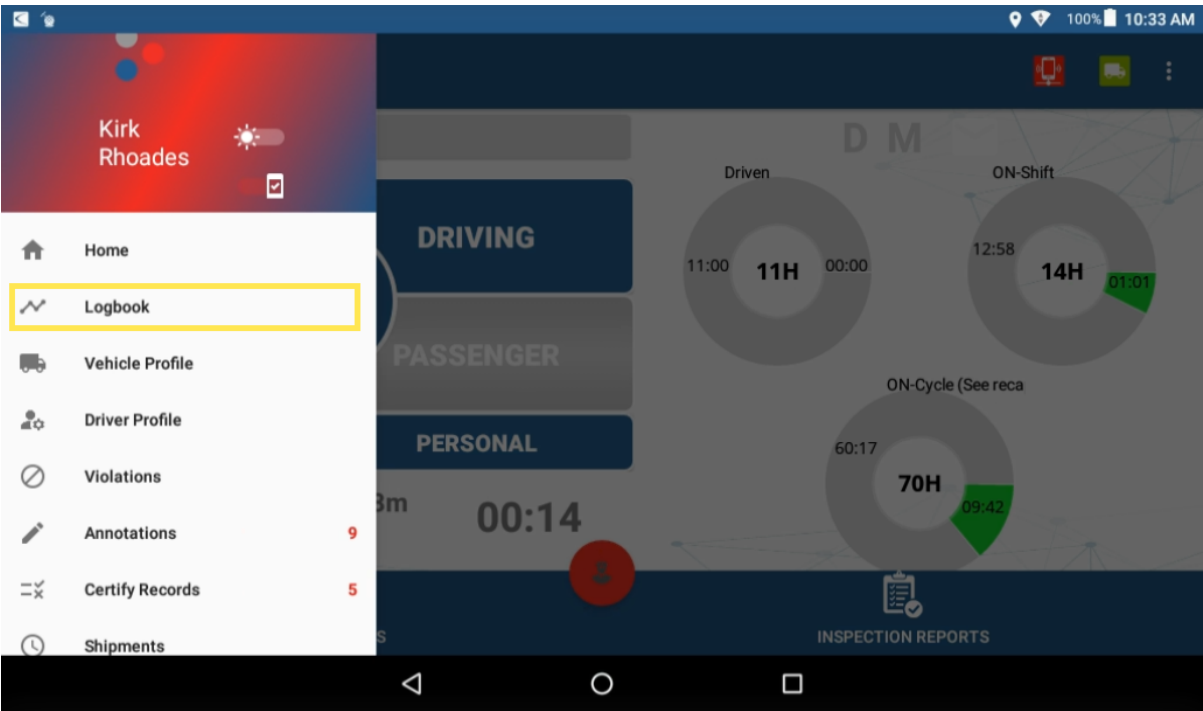 100% 10:33 AM
Kirk
Rhoades
Home
Logbook
Vehicle Profile
Driver Profile
Violations
Annotations 9
Certify Records 5
Shipments
DRIVING
PASSENGER
PERSONAL
3m
00:14
S
D M
Driven
11:00 11H 00:00
ON-Shift
12:58
14H 01:01
ON-Cycle (See reca
60:17
70H
09:42
INSPECTION REPORTS